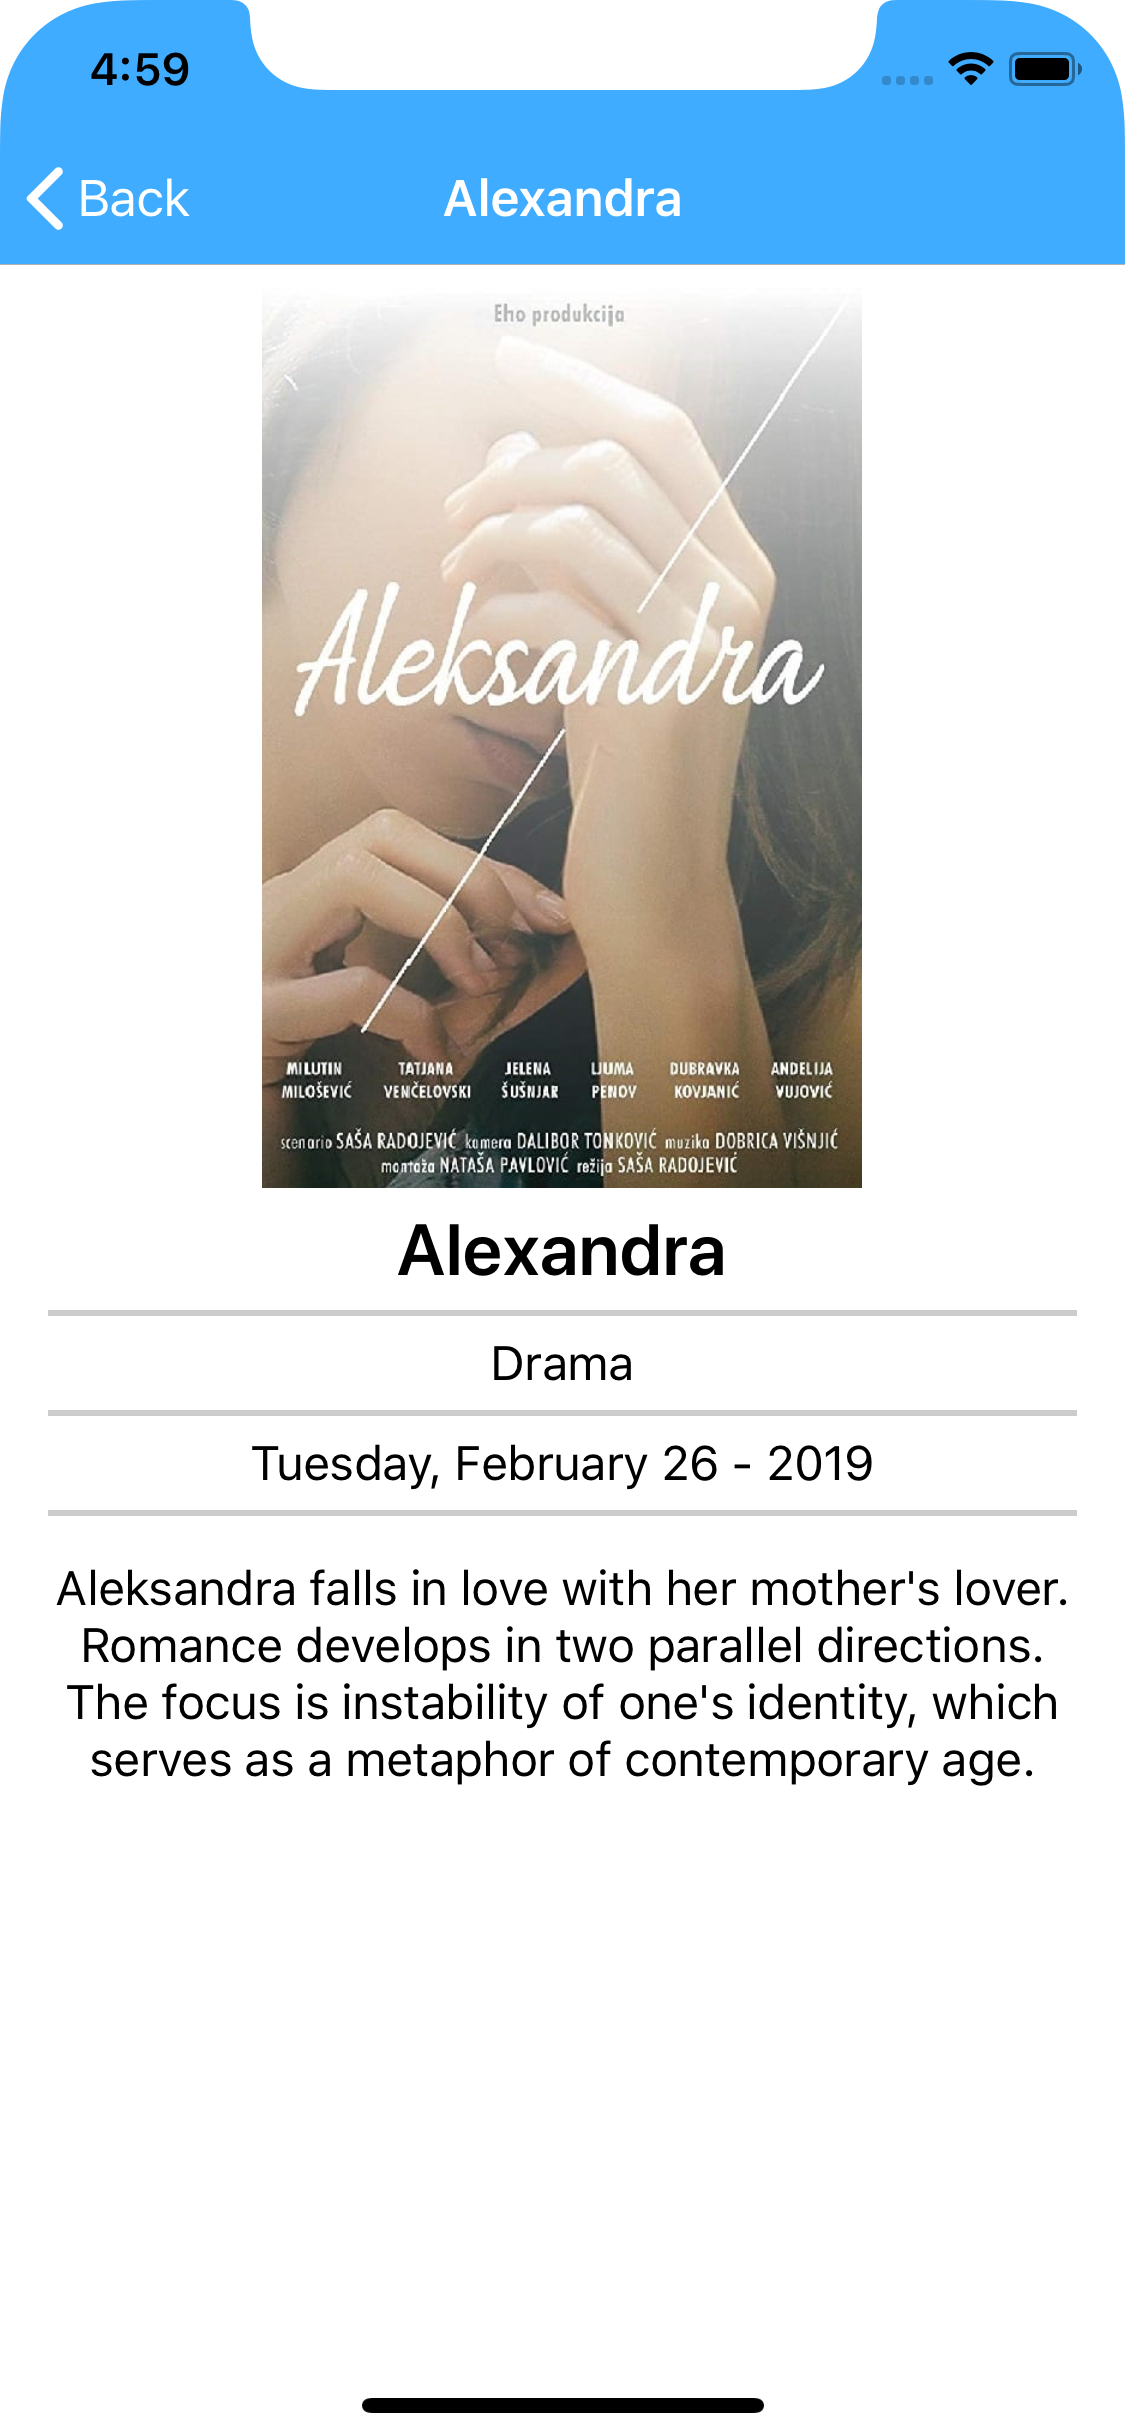 4:59
Back
Alexandra
Eho produkcija
Aleksandra
MILUTIN TATJANA JELENA LJUMA DUBRAVKA ANĐELIJA
MILOŠEVIĆ VENČELOVSKI ŠUŠNJAR PENOV KOVJANIĆ VUJOVIĆ
scenario SAŠA RADOJEVIĆ kamera DALIBOR TONKOVIĆ muzika DOBRICA VIŠNJIĆ
montaža NATAŠA PAVLOVIĆ režija SAŠA RADOJEVIĆ
Alexandra
Drama
Tuesday, February 26 - 2019
Aleksandra falls in love with her mother's lover.
Romance develops in two parallel directions.
The focus is instability of one's identity, which
serves as a metaphor of contemporary age.